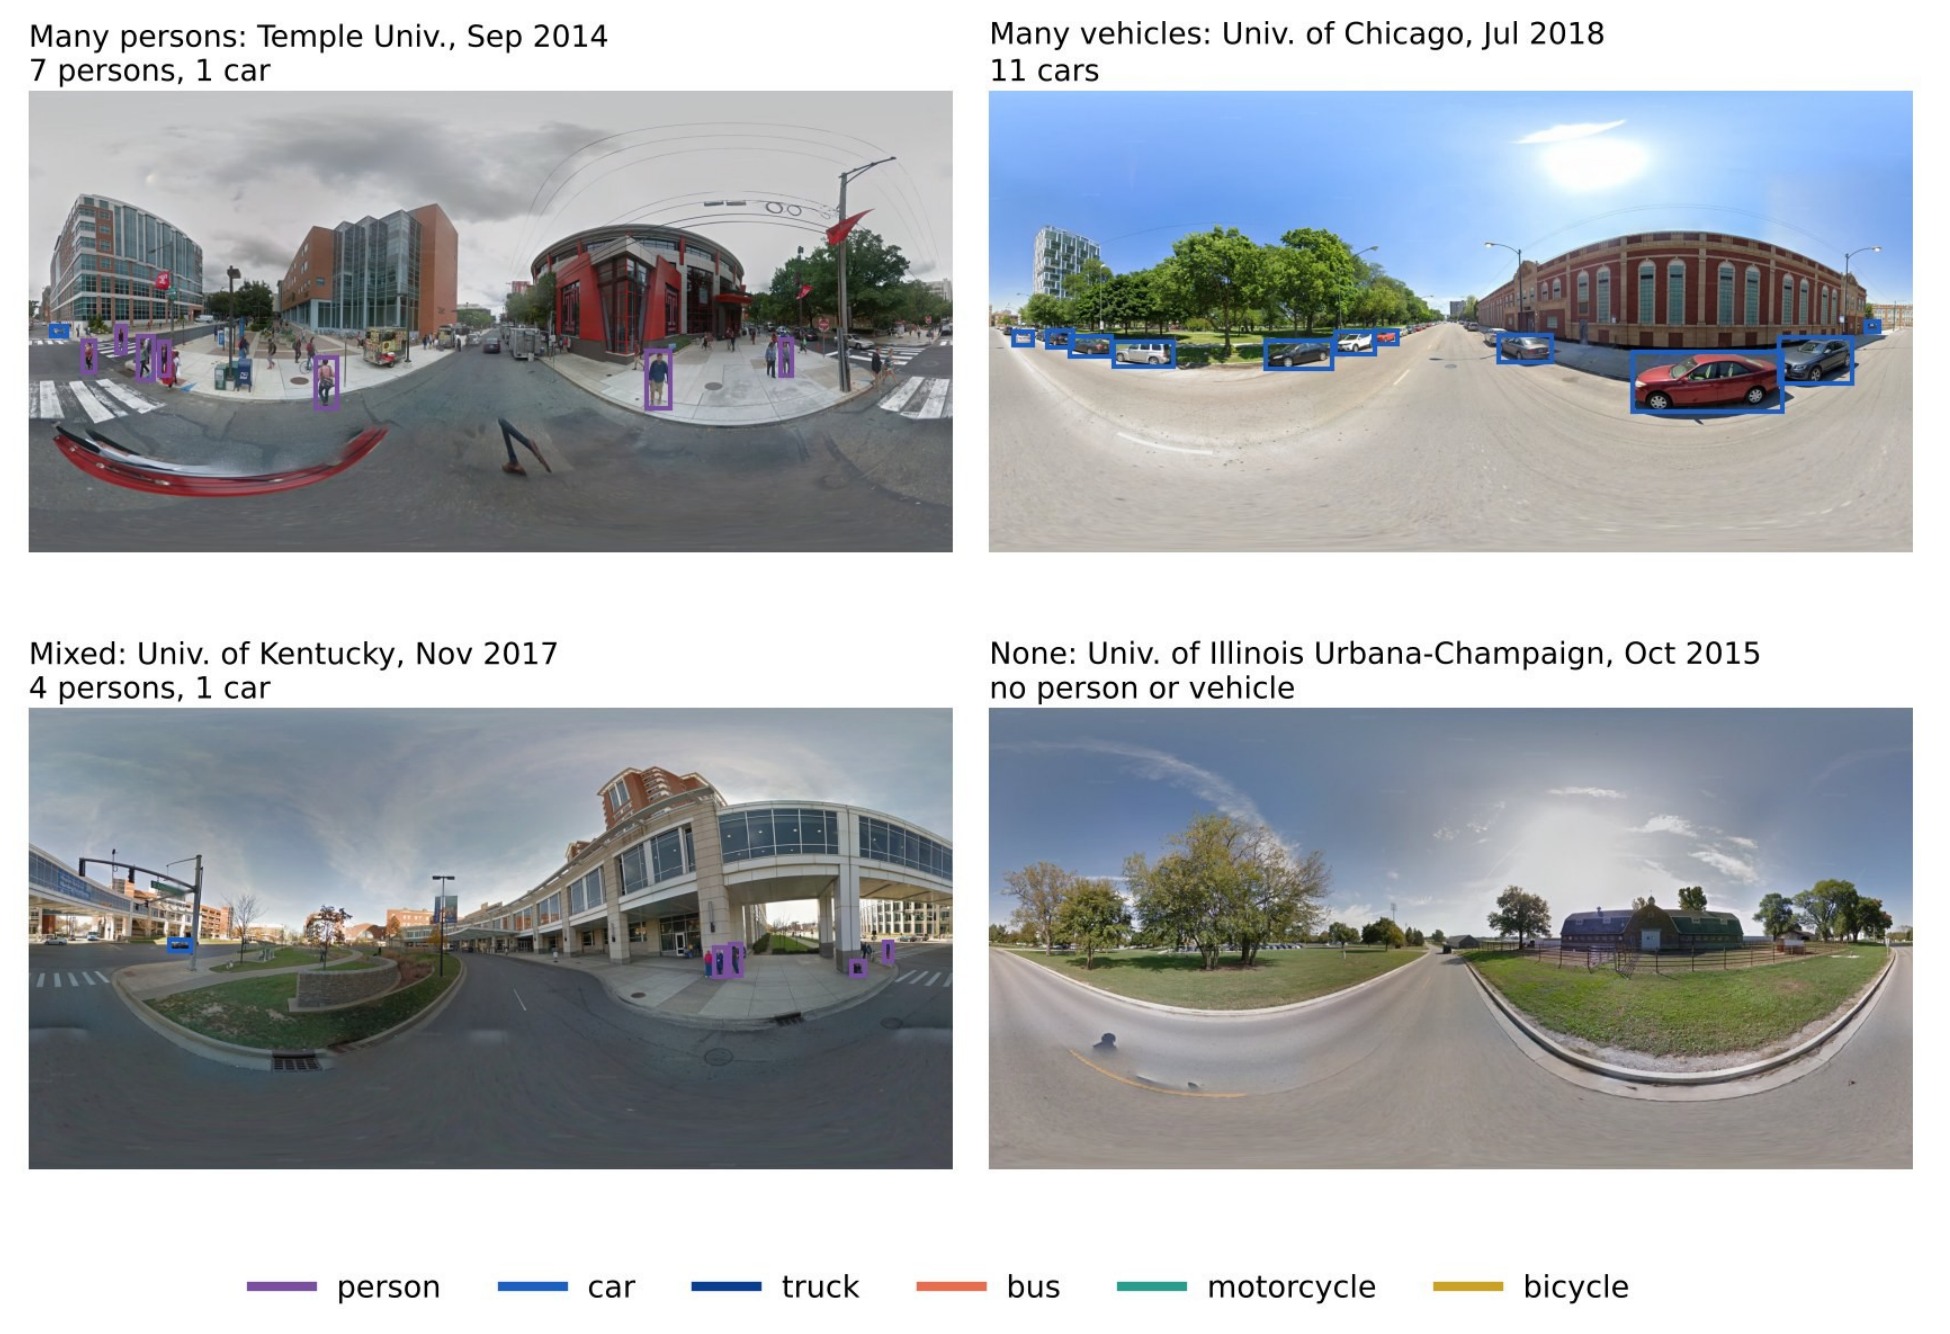 Many persons: Temple Univ., Sep 2014
7 persons, 1 car
Many vehicles: Univ. of Chicago, Jul 2018
11 cars
Mixed: Univ. of Kentucky, Nov 2017
4 persons, 1 car
None: Univ. of Illinois Urbana-Champaign, Oct 2015
no person or vehicle
person car truck bus motorcycle bicycle